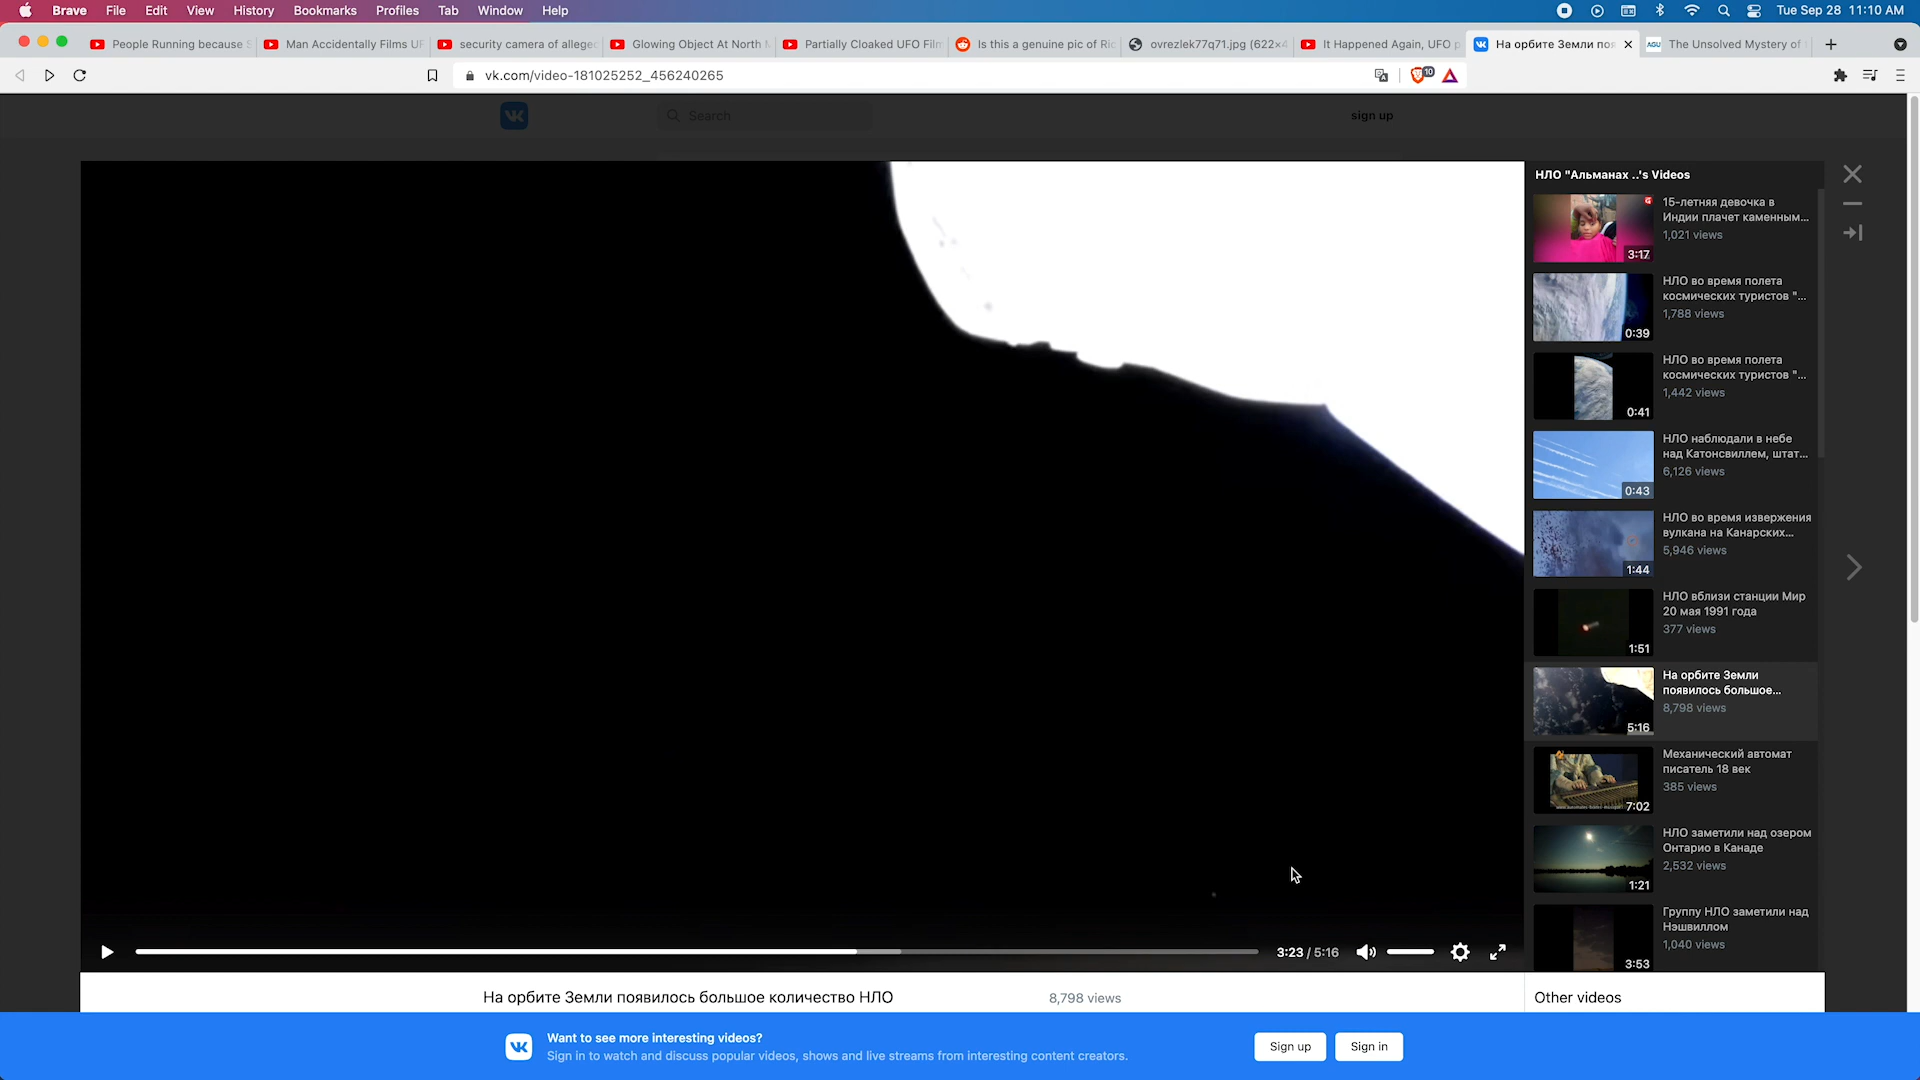 Brave File Edit View History Bookmarks Profiles Tab Window Help
Tue Sep 28 11:10 AM
People Running because
Man Accidentally Films UF
security camera of allege
Glowing Object At North
Partially Cloaked UFO Film
Is this a genuine pic of Ric
ovrezlek77q71.jpg (622×4
It Happened Again, UFO p
На орбите Земли поя
AGU The Unsolved Mystery of
vk.com/video-181025252_456240265
10
Search
sign up
НЛО "Альманах ..'s Videos
15-летняя девочка в
Индии плачет каменным...
1,021 views
3:17
НЛО во время полета
космических туристов "...
1,788 views
0:39
НЛО во время полета
космических туристов "...
1,442 views
0:41
НЛО наблюдали в небе
над Катонсвиллем, штат...
6,126 views
0:43
НЛО во время извержения
вулкана на Канарских...
5,946 views
1:44
НЛО вблизи станции Мир
20 мая 1991 года
377 views
1:51
На орбите Земли
появилось большое...
8,798 views
5:16
Механический автомат
писатель 18 век
385 views
7:02
НЛО заметили над озером
Онтарио в Канаде
2,532 views
1:21
Группу НЛО заметили над
Нэшвиллом
1,040 views
3:53
3:23 / 5:16
На орбите Земли появилось большое количество НЛО
8,798 views
Other videos
Want to see more interesting videos?
Sign in to watch and discuss popular videos, shows and live streams from interesting content creators.
Sign up
Sign in